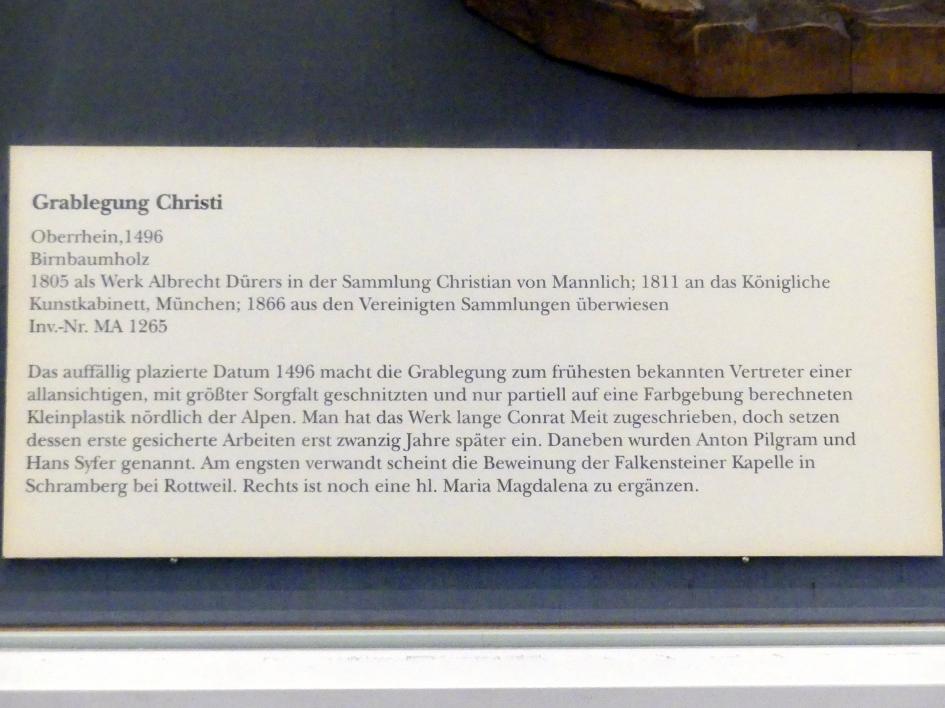 Grablegung Christi
Oberrhein,1496
Birnbaumholz
1805 als Werk Albrecht Dürers in der Sammlung Christian von Mannlich; 1811 an das Königliche
Kunstkabinett, München; 1866 aus den Vereinigten Sammlungen überwiesen
Inv.-Nr. MA 1265
Das auffällig plazierte Datum 1496 macht die Grablegung zum frühesten bekannten Vertreter einer
allansichtigen, mit größter Sorgfalt geschnitzten und nur partiell auf eine Farbgebung berechneten
Kleinplastik nördlich der Alpen. Man hat das Werk lange Conrat Meit zugeschrieben, doch setzen
dessen erste gesicherte Arbeiten erst zwanzig Jahre später ein. Daneben wurden Anton Pilgram und
Hans Syfer genannt. Am engsten verwandt scheint die Beweinung der Falkensteiner Kapelle in
Schramberg bei Rottweil. Rechts ist noch eine hl. Maria Magdalena zu ergänzen.